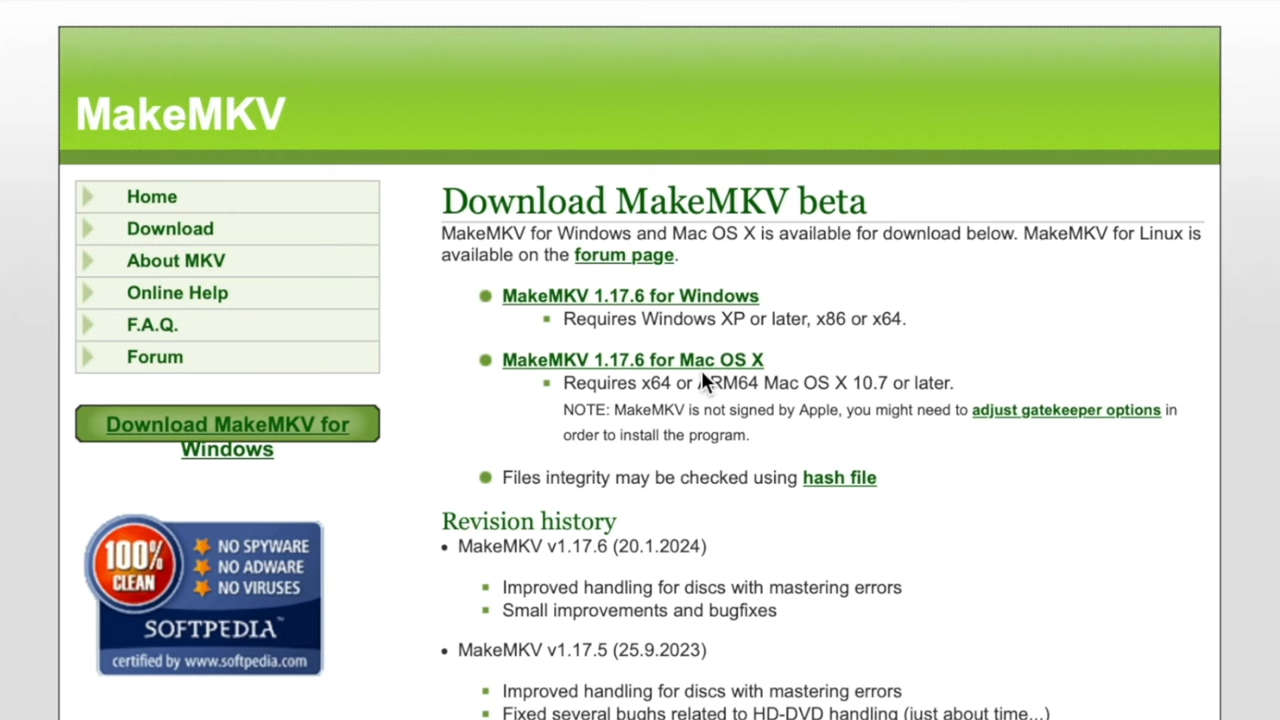 MakeMKV
Home
Download
About MKV
Online Help
F.A.Q.
Forum
Download MakeMKV for
Windows
100%
CLEAN
NO SPYWARE
NO ADWARE
NO VIRUSES
SOFTPEDIA™
certified by www.softpedia.com
Download MakeMKV beta
MakeMKV for Windows and Mac OS X is available for download below. MakeMKV for Linux is
available on the forum page.
MakeMKV 1.17.6 for Windows
Requires Windows XP or later, x86 or x64.
MakeMKV 1.17.6 for Mac OS X
Requires x64 or ARM64 Mac OS X 10.7 or later.
NOTE: MakeMKV is not signed by Apple, you might need to adjust gatekeeper options in
order to install the program.
Files integrity may be checked using hash file
Revision history
MakeMKV v1.17.6 (20.1.2024)
Improved handling for discs with mastering errors
Small improvements and bugfixes
MakeMKV v1.17.5 (25.9.2023)
Improved handling for discs with mastering errors
Fixed several bughs related to HD-DVD handling (just about time...)